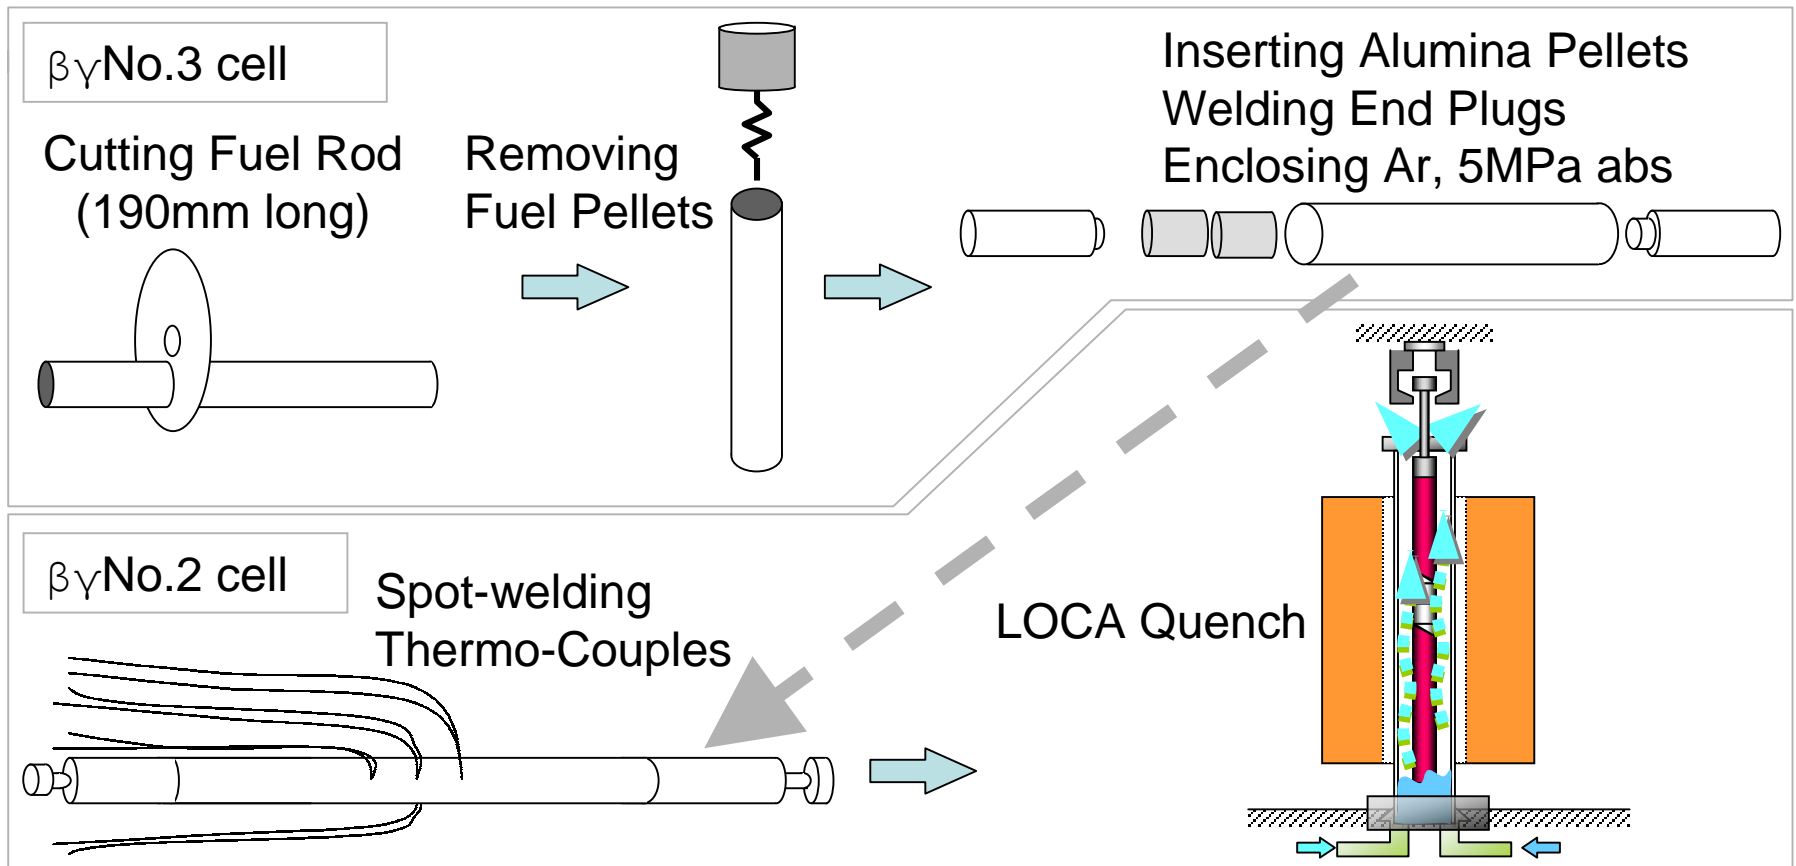 βγNo.3 cell
Cutting Fuel Rod
(190mm long)
Removing
Fuel Pellets
Inserting Alumina Pellets
Welding End Plugs
Enclosing Ar, 5MPa abs
βγNo.2 cell
Spot-welding
Thermo-Couples
LOCA Quench